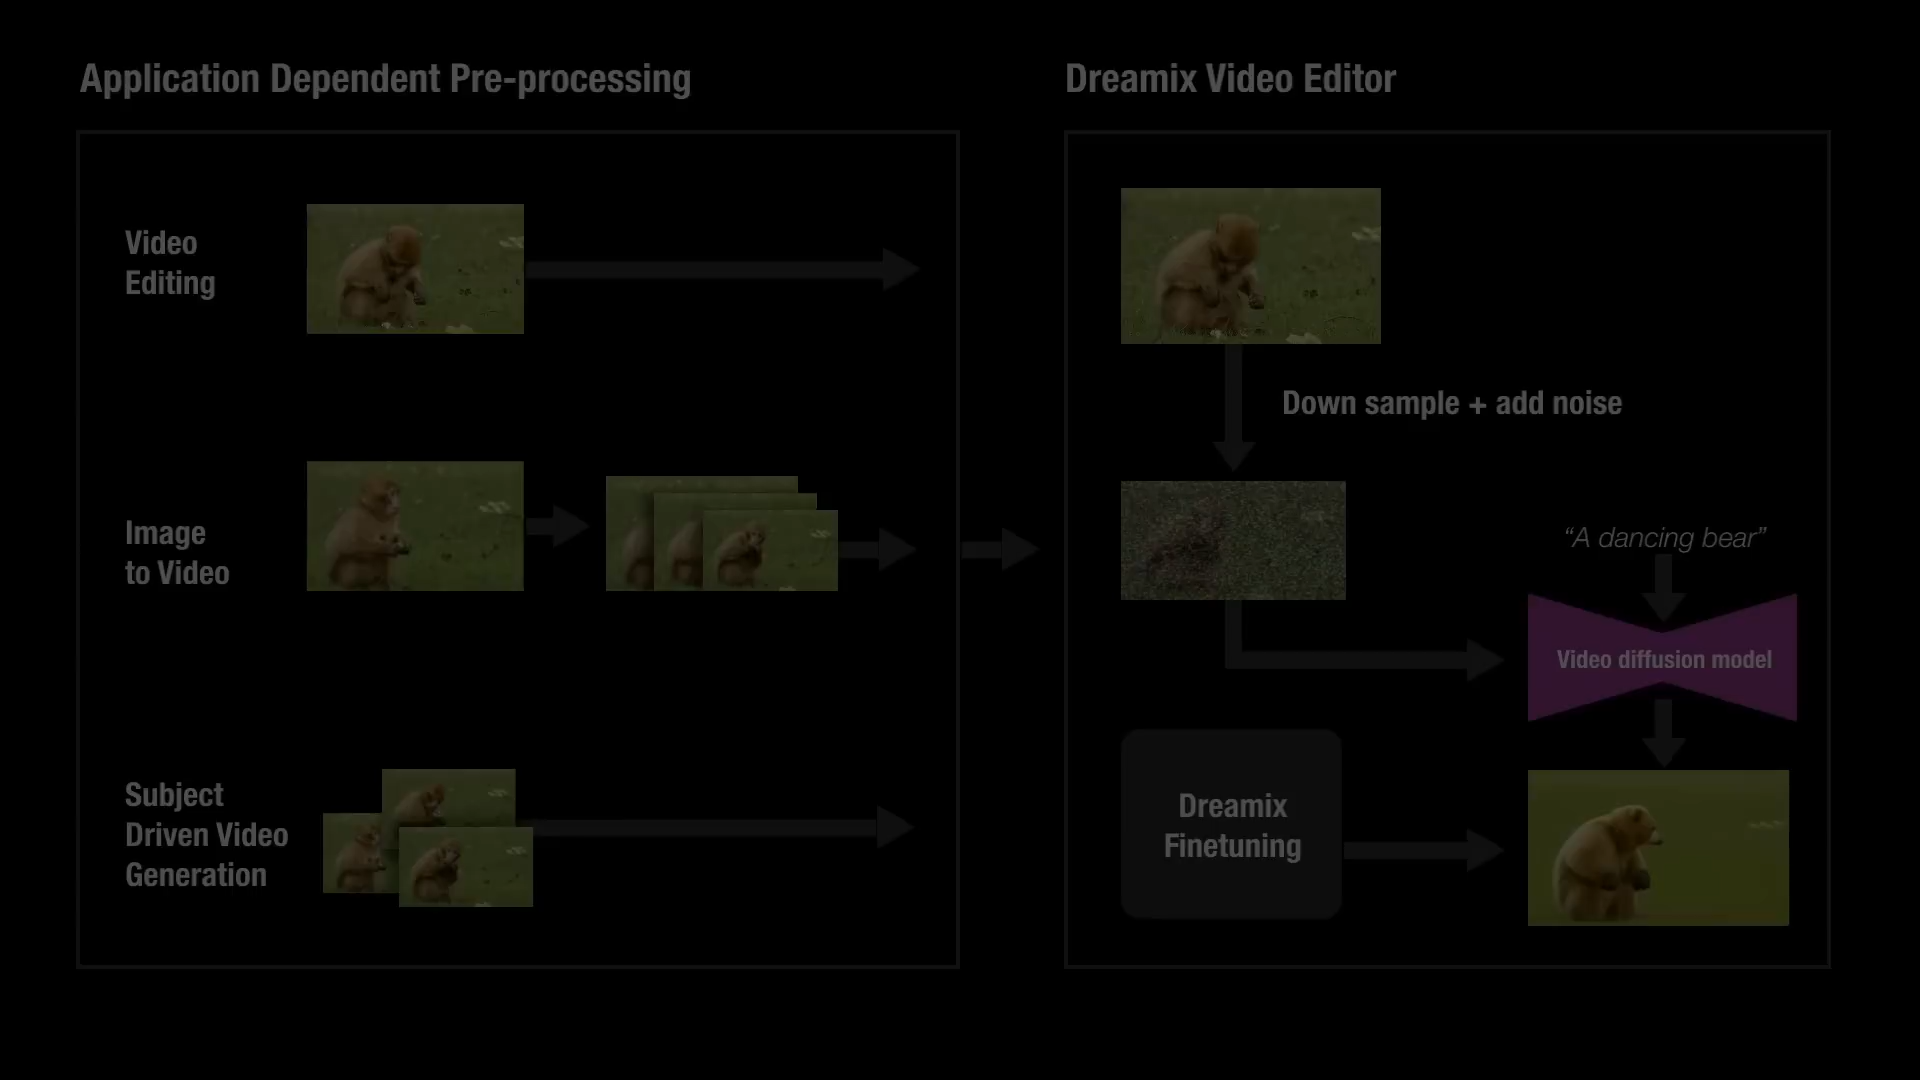 Application Dependent Pre-processing
Video
Editing
Image
to Video
Subject
Driven Video
Generation
Dreamix Video Editor
Down sample + add noise
“A dancing bear”
Video diffusion model
Dreamix
Finetuning